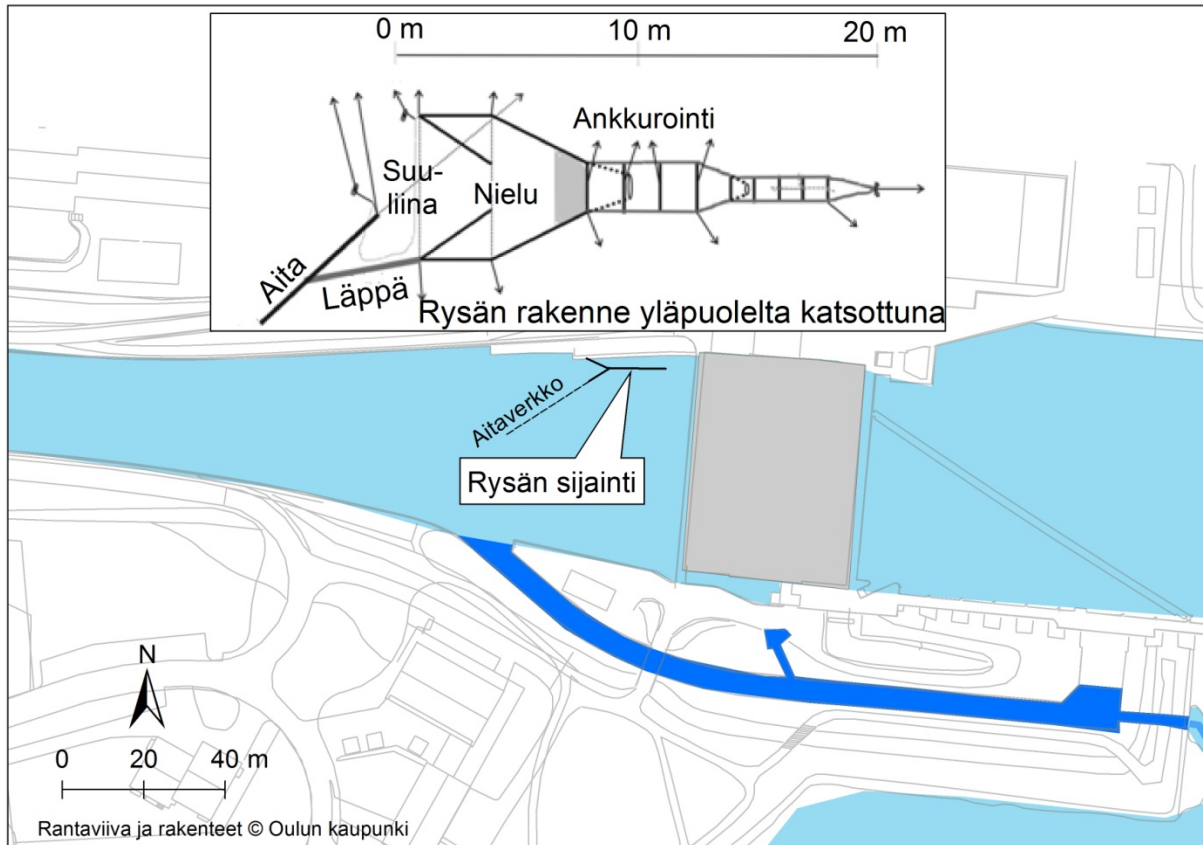 0 m 10 m 20 m
Ankkurointi
Suu-
liina
Nielu
Aita
Läppä
Rysän rakenne yläpuolelta katsottuna
Aitaverkko
Rysän sijainti
N
0 20 40 m
Rantaviiva ja rakenteet © Oulun kaupunki